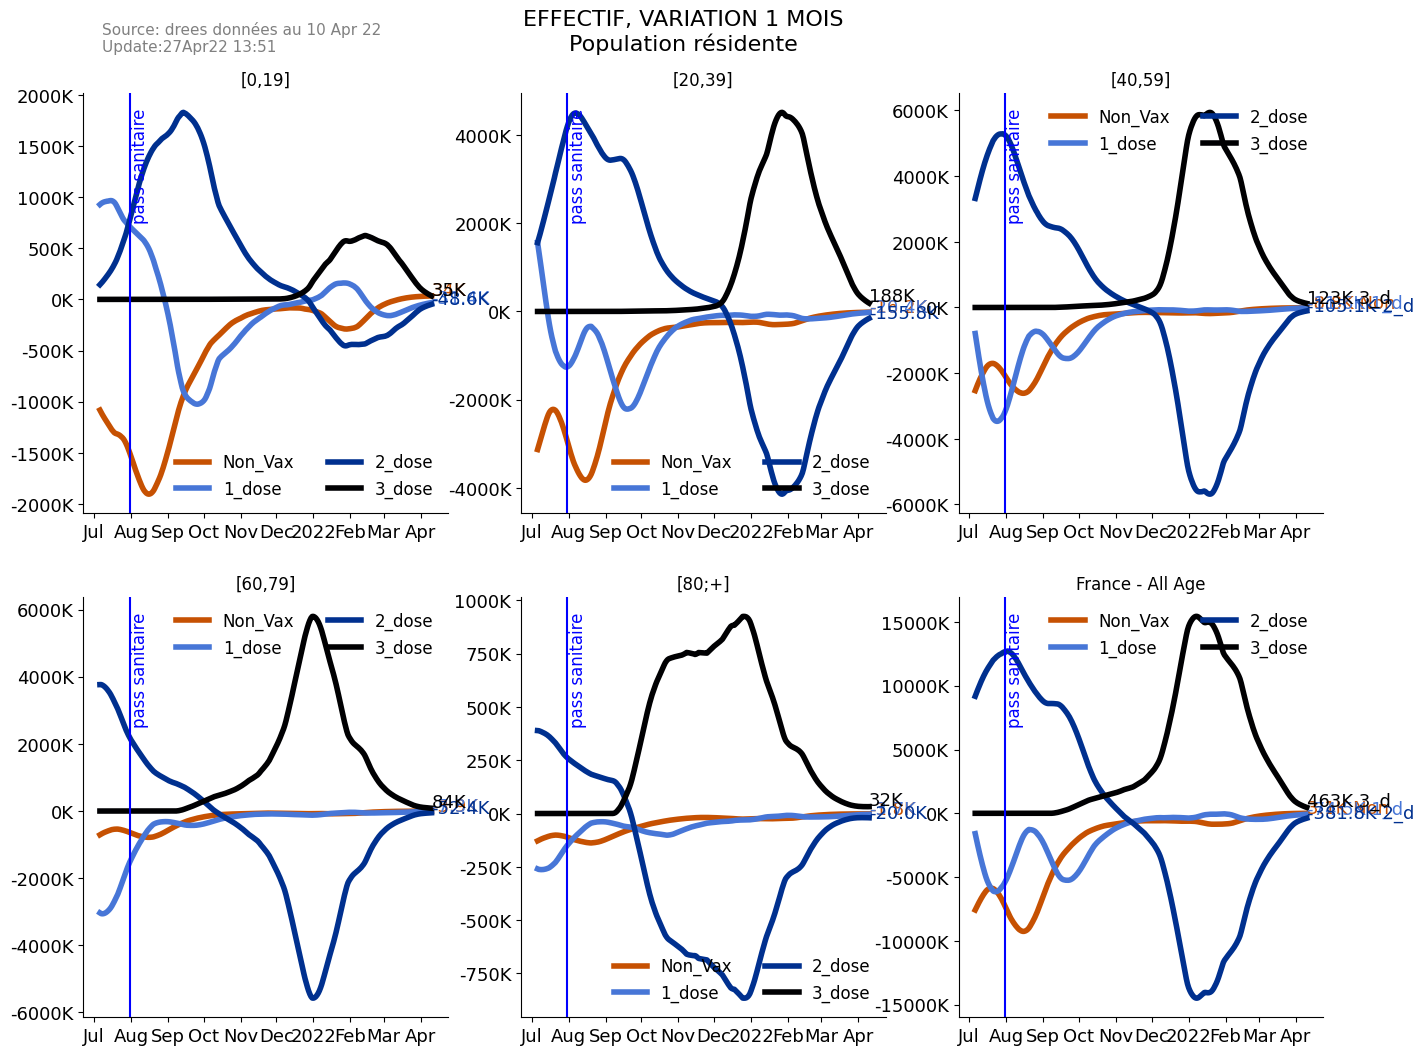 Source: drees données au 10 Apr 22
Update:27Apr22 13:51
EFFECTIF, VARIATION 1 MOIS
Population résidente
[0,19]
2000K
1500K
1000K
500K
0K
-500K
-1000K
-1500K
-2000K
pass sanitaire
35K
Non_Vax
1_dose
2_dose
3_dose
Jul Aug Sep Oct Nov Dec 2022 Feb Mar Apr
[20,39]
4000K
2000K
0K
-2000K
-4000K
pass sanitaire
188K
-155.8K
Non_Vax
1_dose
2_dose
3_dose
Jul Aug Sep Oct Nov Dec 2022 Feb Mar Apr
[40,59]
6000K
4000K
2000K
0K
-2000K
-4000K
-6000K
pass sanitaire
Non_Vax
1_dose
2_dose
3_dose
123K 3_d
Jul Aug Sep Oct Nov Dec 2022 Feb Mar Apr
[60,79]
6000K
4000K
2000K
0K
-2000K
-4000K
-6000K
pass sanitaire
Non_Vax
1_dose
2_dose
3_dose
84K
Jul Aug Sep Oct Nov Dec 2022 Feb Mar Apr
[80;+]
1000K
750K
500K
250K
0K
-250K
-500K
-750K
pass sanitaire
32K
-20.0K
Non_Vax
1_dose
2_dose
3_dose
Jul Aug Sep Oct Nov Dec 2022 Feb Mar Apr
France - All Age
15000K
10000K
5000K
0K
-5000K
-10000K
-15000K
pass sanitaire
Non_Vax
1_dose
2_dose
3_dose
463K 3_d
-381.8K 2_d
Jul Aug Sep Oct Nov Dec 2022 Feb Mar Apr